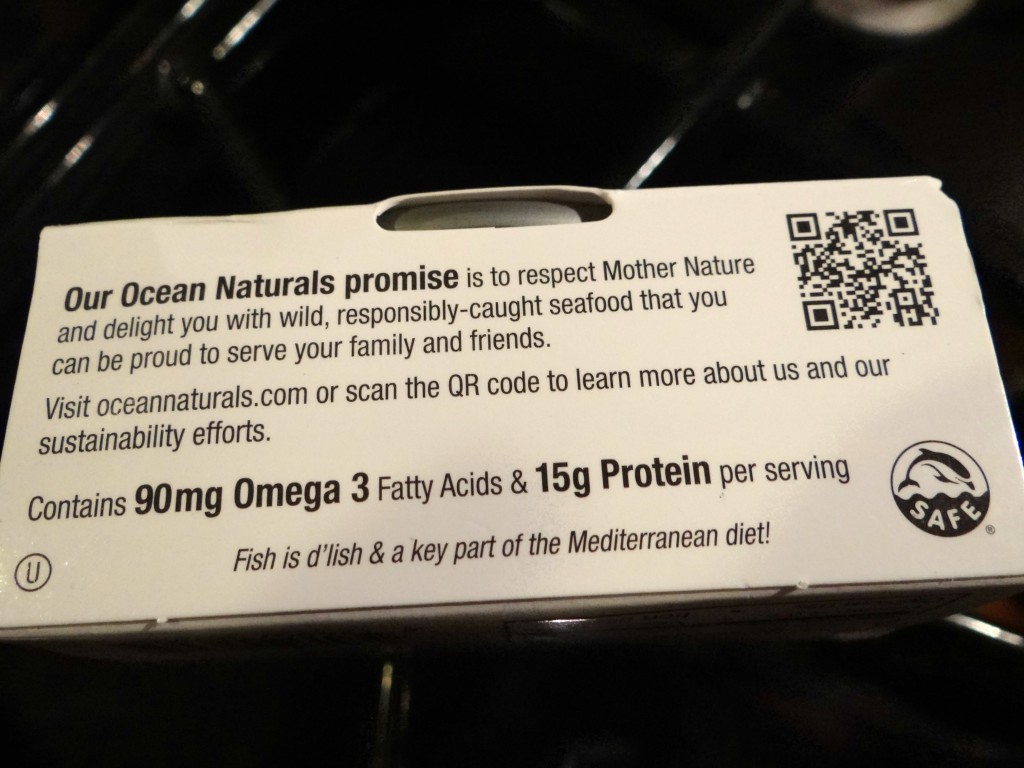 Our Ocean Naturals promise is to respect Mother Nature
and delight you with wild, responsibly-caught seafood that you
can be proud to serve your family and friends.
Visit oceannaturals.com or scan the QR code to learn more about us and our
sustainability efforts.
Contains 90mg Omega 3 Fatty Acids & 15g Protein per serving
SAFE
®
Fish is d'lish & a key part of the Mediterranean diet!
U